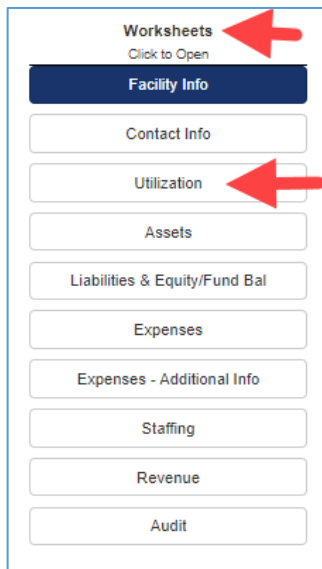 Worksheets
Click to Open
Facility Info
Contact Info
Utilization
Assets
Liabilities & Equity/Fund Bal
Expenses
Expenses - Additional Info
Staffing
Revenue
Audit